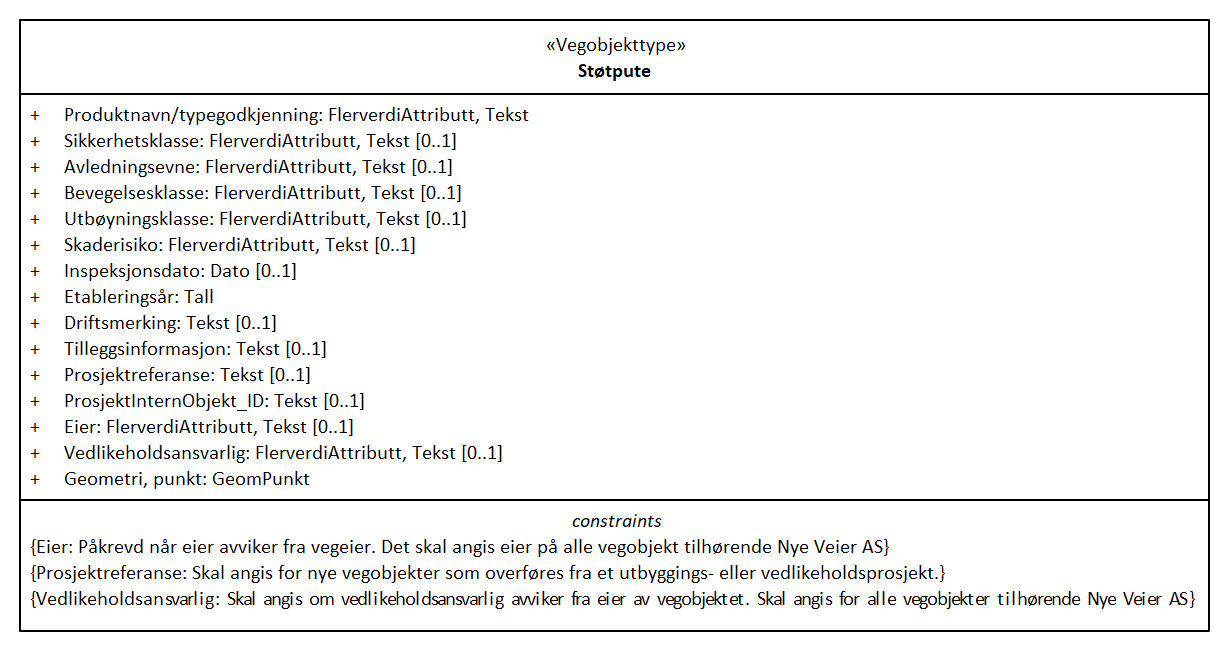 «Vegobjekttype»
Støtpute
+ Produktnavn/typegodkjenning: FlerverdiAttributt, Tekst
+ Sikkerhetsklasse: FlerverdiAttributt, Tekst [0..1]
+ Avledningsevne: FlerverdiAttributt, Tekst [0..1]
+ Bevegelsesklasse: FlerverdiAttributt, Tekst [0..1]
+ Utbøyningsklasse: FlerverdiAttributt, Tekst [0..1]
+ Skaderisiko: FlerverdiAttributt, Tekst [0..1]
+ Inspeksjonsdato: Dato [0..1]
+ Etableringsår: Tall
+ Driftsmerking: Tekst [0..1]
+ Tilleggsinformasjon: Tekst [0..1]
+ Prosjektreferanse: Tekst [0..1]
+ ProsjektInternObjekt_ID: Tekst [0..1]
+ Eier: FlerverdiAttributt, Tekst [0..1]
+ Vedlikeholdsansvarlig: FlerverdiAttributt, Tekst [0..1]
+ Geometri, punkt: GeomPunkt
constraints
{Eier: Påkrevd når eier avviker fra vegeier. Det skal angis eier på alle vegobjekt tilhørende Nye Veier AS}
{Prosjektreferanse: Skal angis for nye vegobjekter som overføres fra et utbyggings- eller vedlikeholdsprosjekt.}
{Vedlikeholdsansvarlig: Skal angis om vedlikeholdsansvarlig avviker fra eier av vegobjektet. Skal angis for alle vegobjekter tilhørende Nye Veier AS}